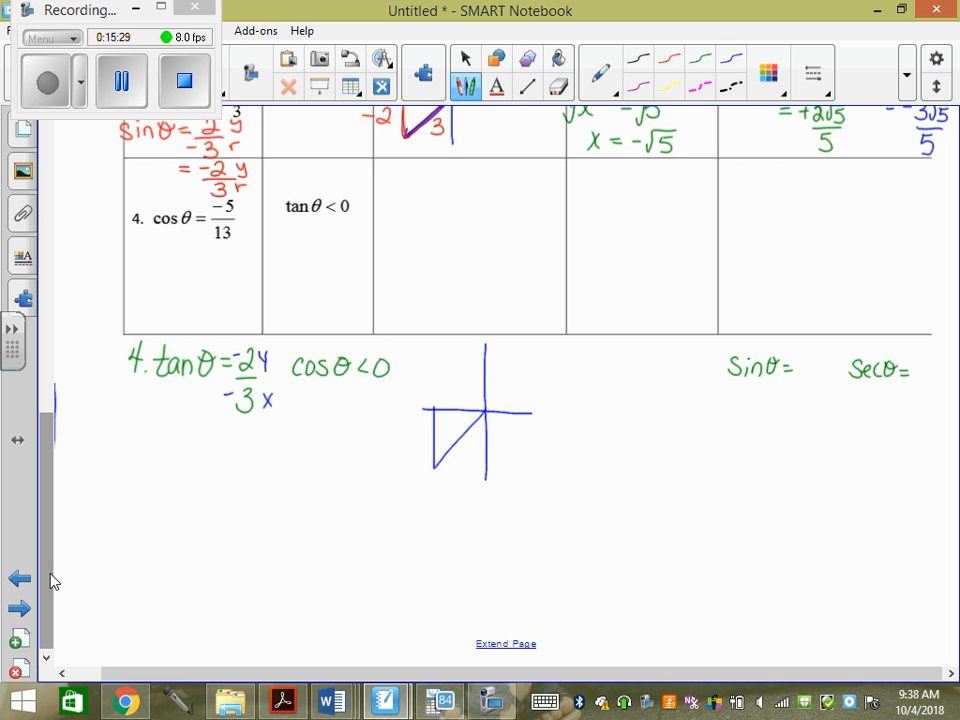 Recording...
Untitled * - SMART Notebook
Menu
0:15:29
8.0 fps
Add-ons Help
3
sinθ = 2 y
-3 r
= -2 y
3 r
-2
3
x = -√5
= +2√5
5
3√5
5
4. cos θ = -5
13
tan θ < 0
4. tanθ = -2 y
-3 x
cosθ < 0
sinθ =
secθ =
Extend Page
84
9:38 AM
10/4/2018